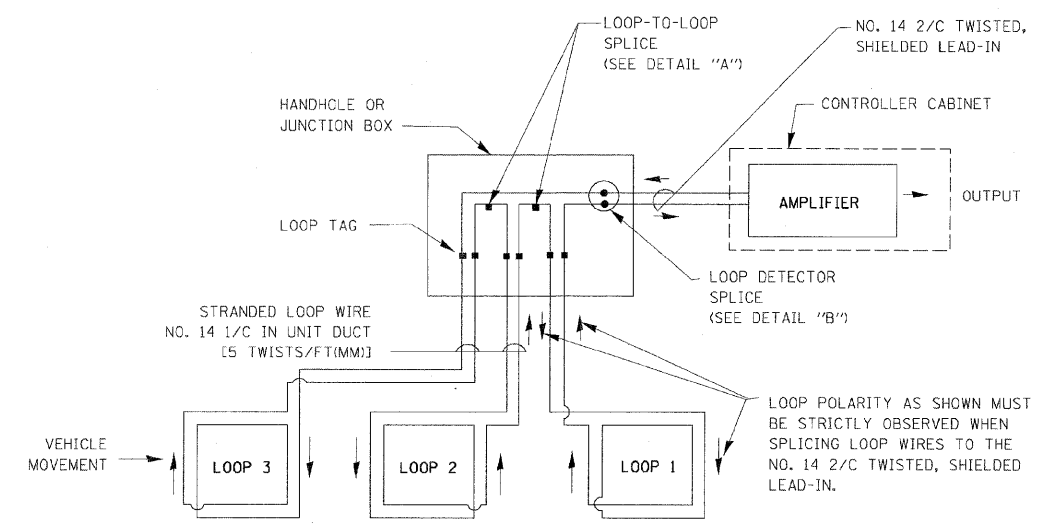 LOOP-TO-LOOP
SPLICE
(SEE DETAIL "A")
NO. 14 2/C TWISTED,
SHIELDED LEAD-IN
HANDHOLE OR
JUNCTION BOX
CONTROLLER CABINET
AMPLIFIER
OUTPUT
LOOP TAG
LOOP DETECTOR
SPLICE
(SEE DETAIL "B")
STRANDED LOOP WIRE
NO. 14 1/C IN UNIT DUCT
[5 TWISTS/FT(MM)]
LOOP POLARITY AS SHOWN MUST
BE STRICTLY OBSERVED WHEN
SPLICING LOOP WIRES TO THE
NO. 14 2/C TWISTED, SHIELDED
LEAD-IN.
VEHICLE
MOVEMENT
LOOP 3
LOOP 2
LOOP 1